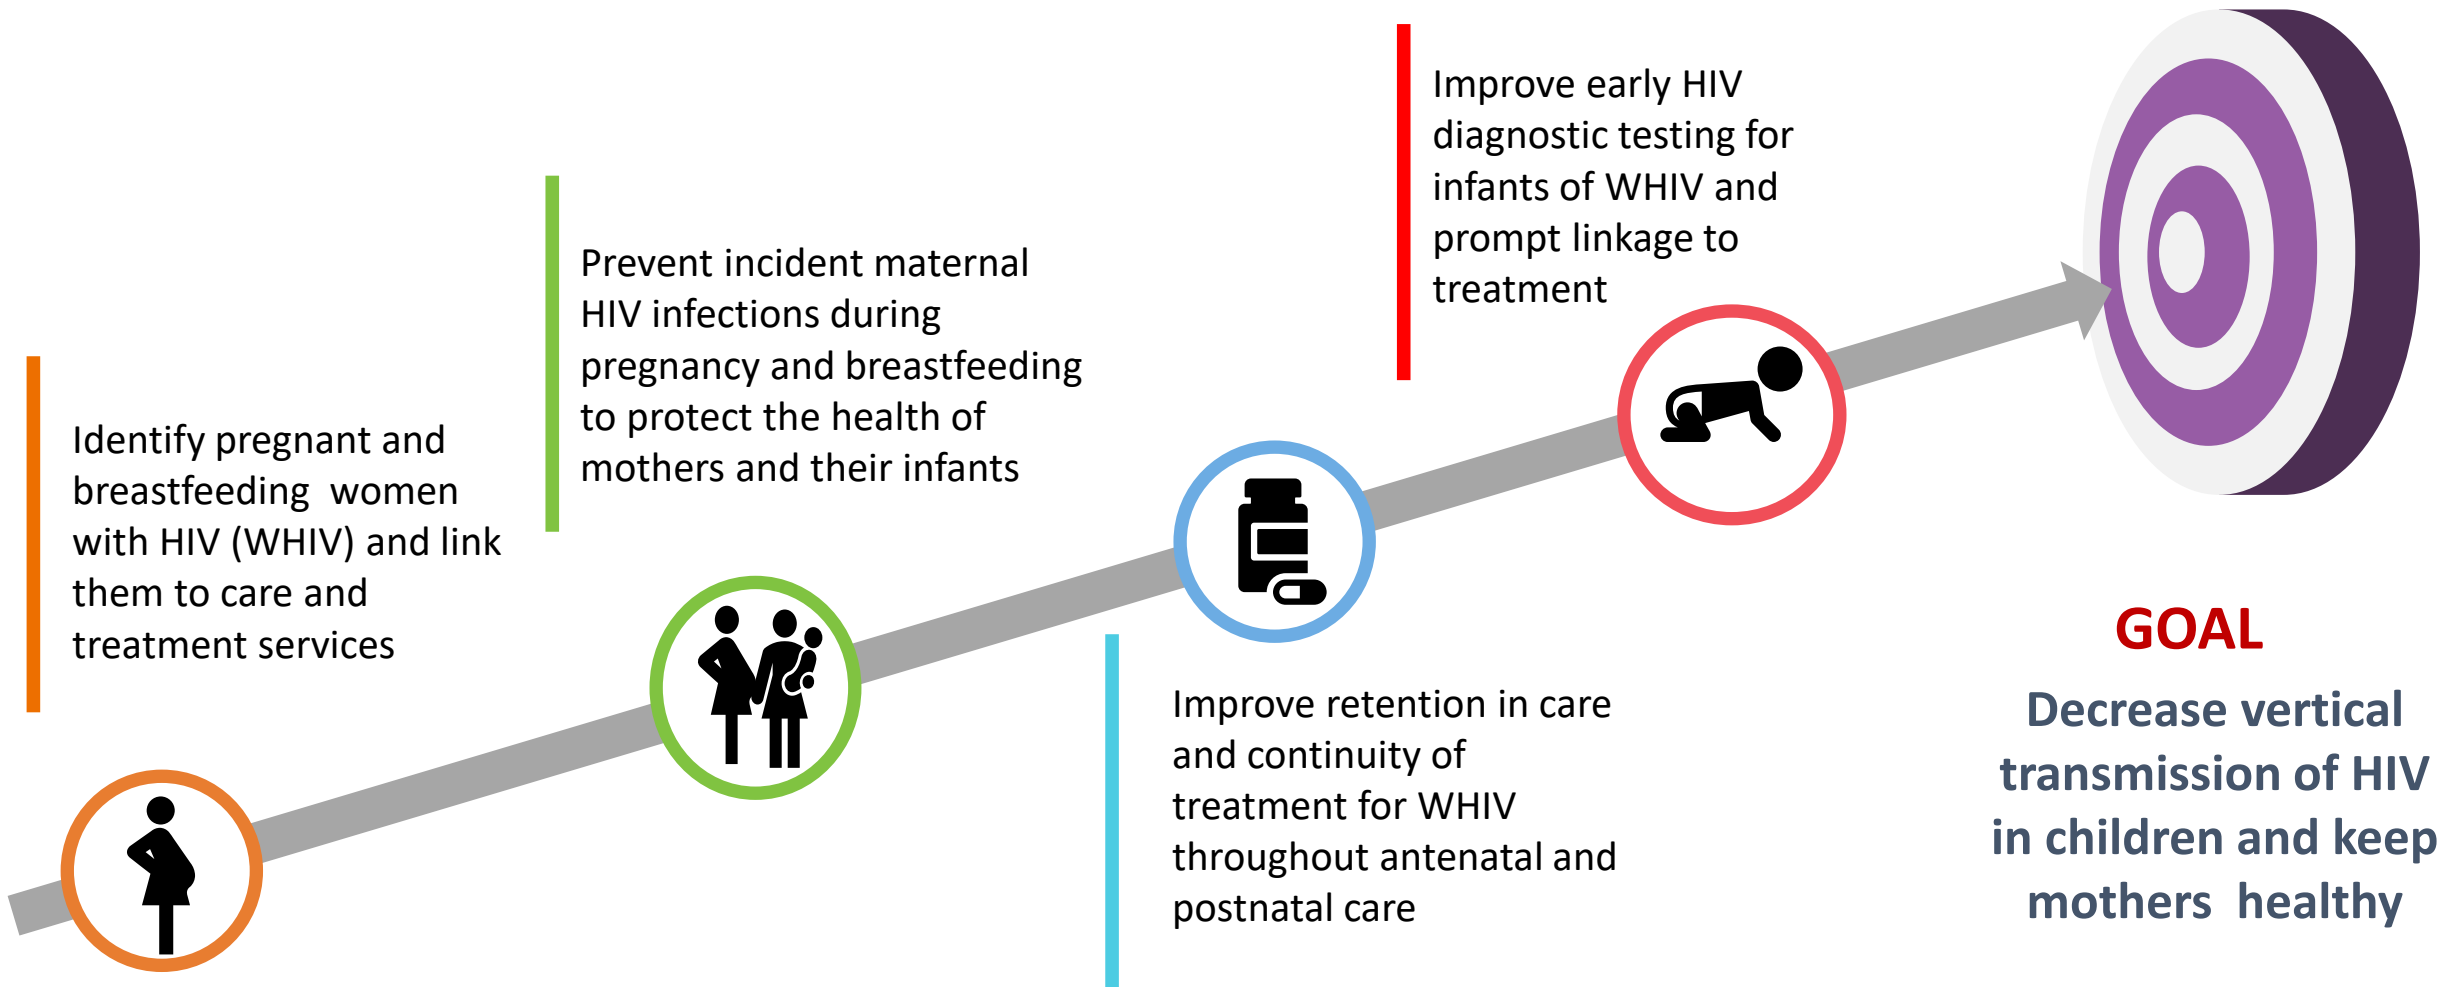 Identify pregnant and
breastfeeding  women
with HIV (WHIV) and link
them to care and
treatment services
Prevent incident maternal
HIV infections during
pregnancy and breastfeeding
to protect the health of
mothers and their infants
Improve retention in care
and continuity of
treatment for WHIV
throughout antenatal and
postnatal care
Improve early HIV
diagnostic testing for
infants of WHIV and
prompt linkage to
treatment
GOAL
Decrease vertical
transmission of HIV
in children and keep
mothers  healthy